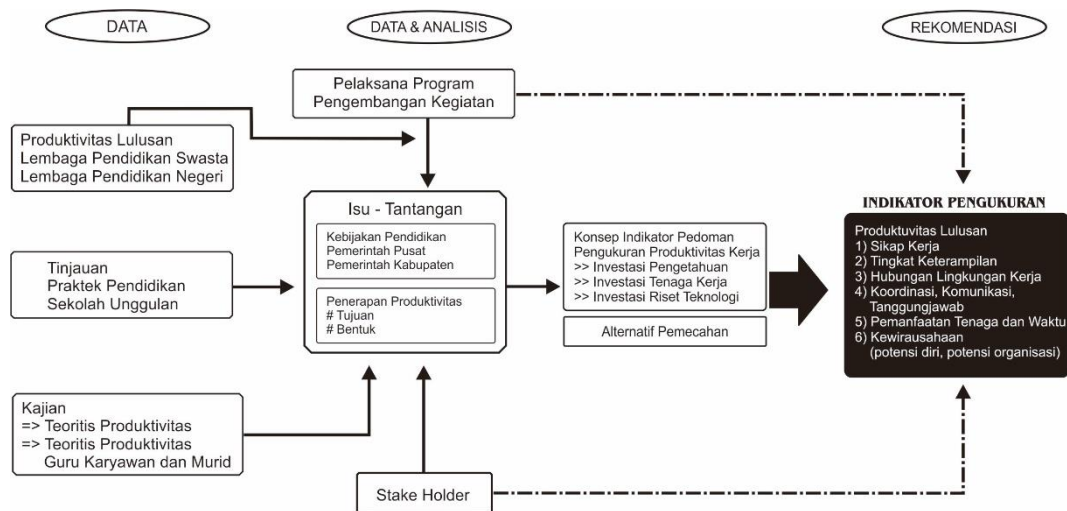 DATA
DATA & ANALISIS
REKOMENDASI
Pelaksana Program
Pengembangan Kegiatan
Produktivitas Lulusan
Lembaga Pendidikan Swasta
Lembaga Pendidikan Negeri
Tinjauan
Praktek Pendidikan
Sekolah Unggulan
Kajian
=> Teoritis Produktivitas
=> Teoritis Produktivitas
Guru Karyawan dan Murid
Isu - Tantangan
Kebijakan Pendidikan
Pemerintah Pusat
Pemerintah Kabupaten
Penerapan Produktivitas
# Tujuan
# Bentuk
Stake Holder
Konsep Indikator Pedoman
Pengukuran Produktivitas Kerja
>> Investasi Pengetahuan
>> Investasi Tenaga Kerja
>> Investasi Riset Teknologi
Alternatif Pemecahan
INDIKATOR PENGUKURAN
Produktuvitas Lulusan
1) Sikap Kerja
2) Tingkat Keterampilan
3) Hubungan Lingkungan Kerja
4) Koordinasi, Komunikasi,
Tanggungjawab
5) Pemanfaatan Tenaga dan Waktu
6) Kewirausahaan
(potensi diri, potensi organisasi)